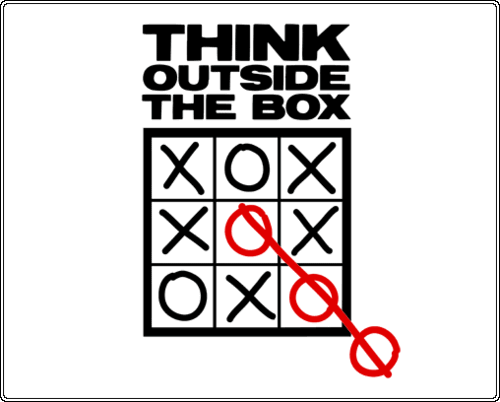 THINK
OUTSIDE
THE BOX
X O X
X O X
O X O
O